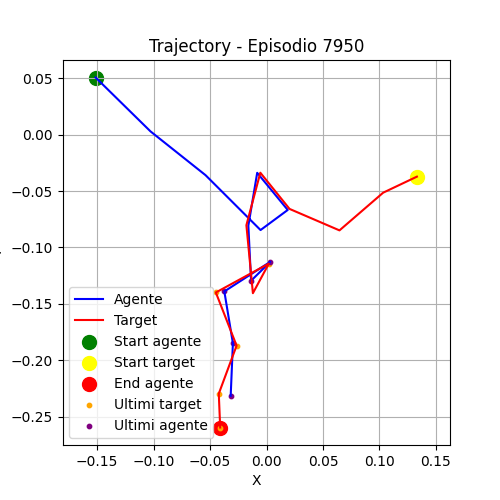 Trajectory - Episodio 7950
0.05
0.00
−0.05
−0.10
−0.15
−0.20
−0.25
Agente
Target
Start agente
Start target
End agente
Ultimi target
Ultimi agente
−0.15
−0.10
−0.05
0.00
0.05
0.10
0.15
X